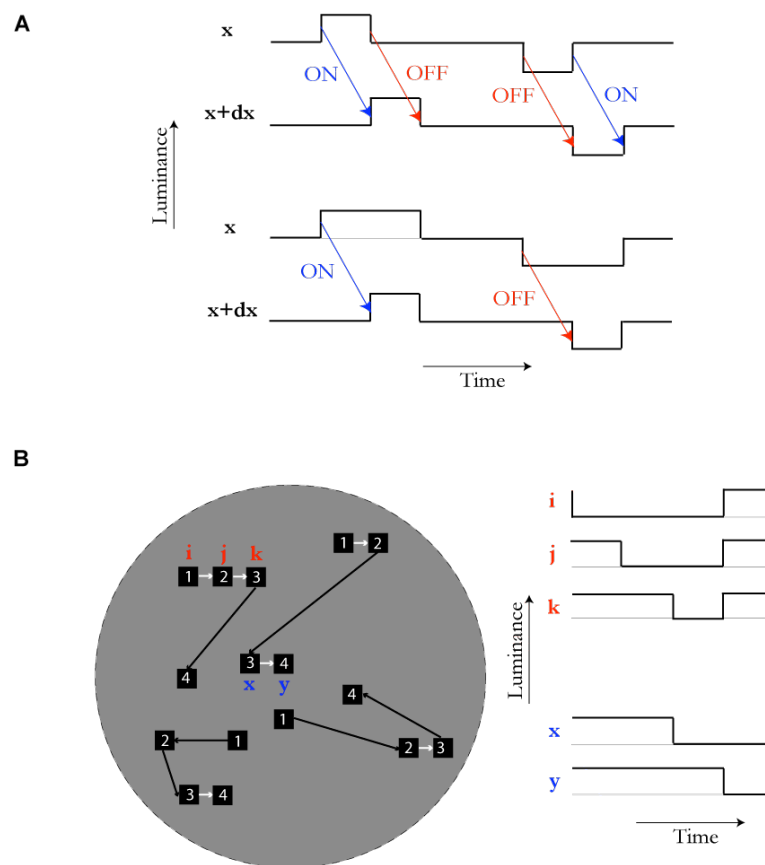 A
x
ON
OFF
OFF
ON
x+dx
Luminance
x
ON
OFF
x+dx
Time
B
i j k
1 2 3
1 2
4
3 4
x y
4
1
2 3
2 1
3 4
i
j
k
Luminance
x
y
Time